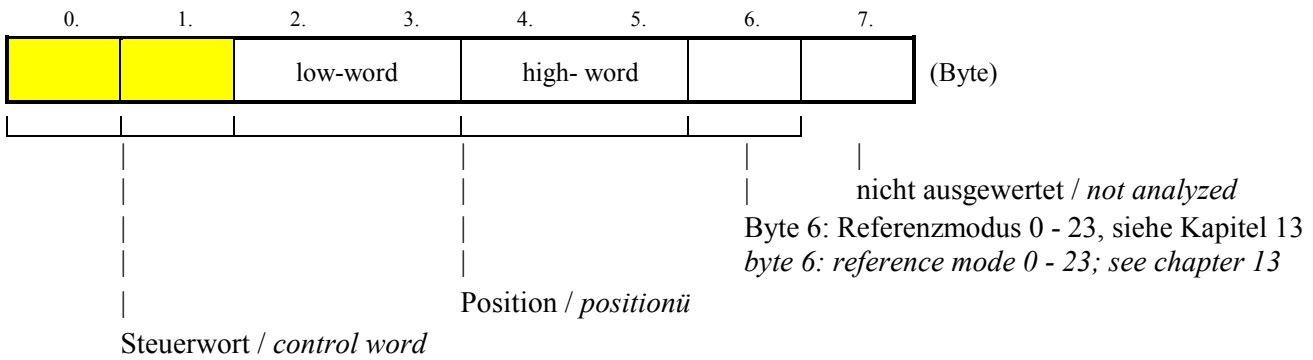 0. 1. 2. 3. 4. 5. 6. 7.
low-word high- word (Byte)
nicht ausgewertet / not analyzed
Byte 6: Referenzmodus 0 - 23, siehe Kapitel 13
byte 6: reference mode 0 - 23; see chapter 13
Position / positionü
Steuerwort / control word